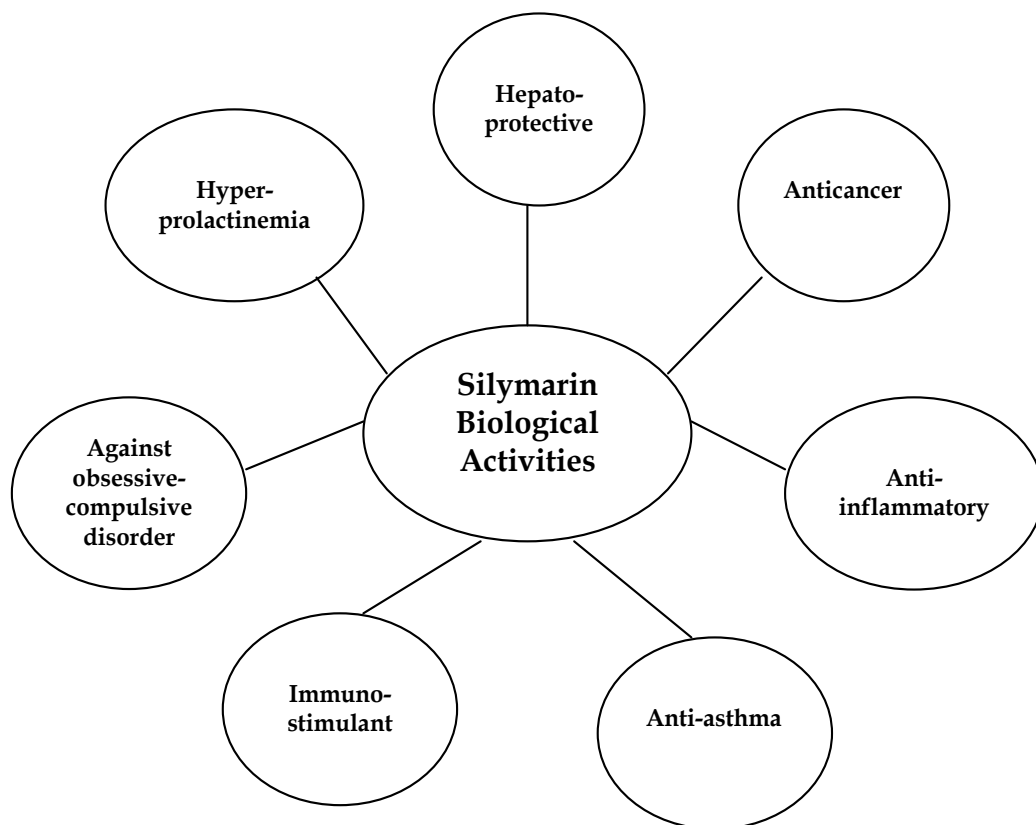 Hepato-
protective
Hyper-
prolactinemia
Anticancer
Silymarin
Biological
Activities
Against
obsessive-
compulsive
disorder
Anti-
inflammatory
Immuno-
stimulant
Anti-asthma